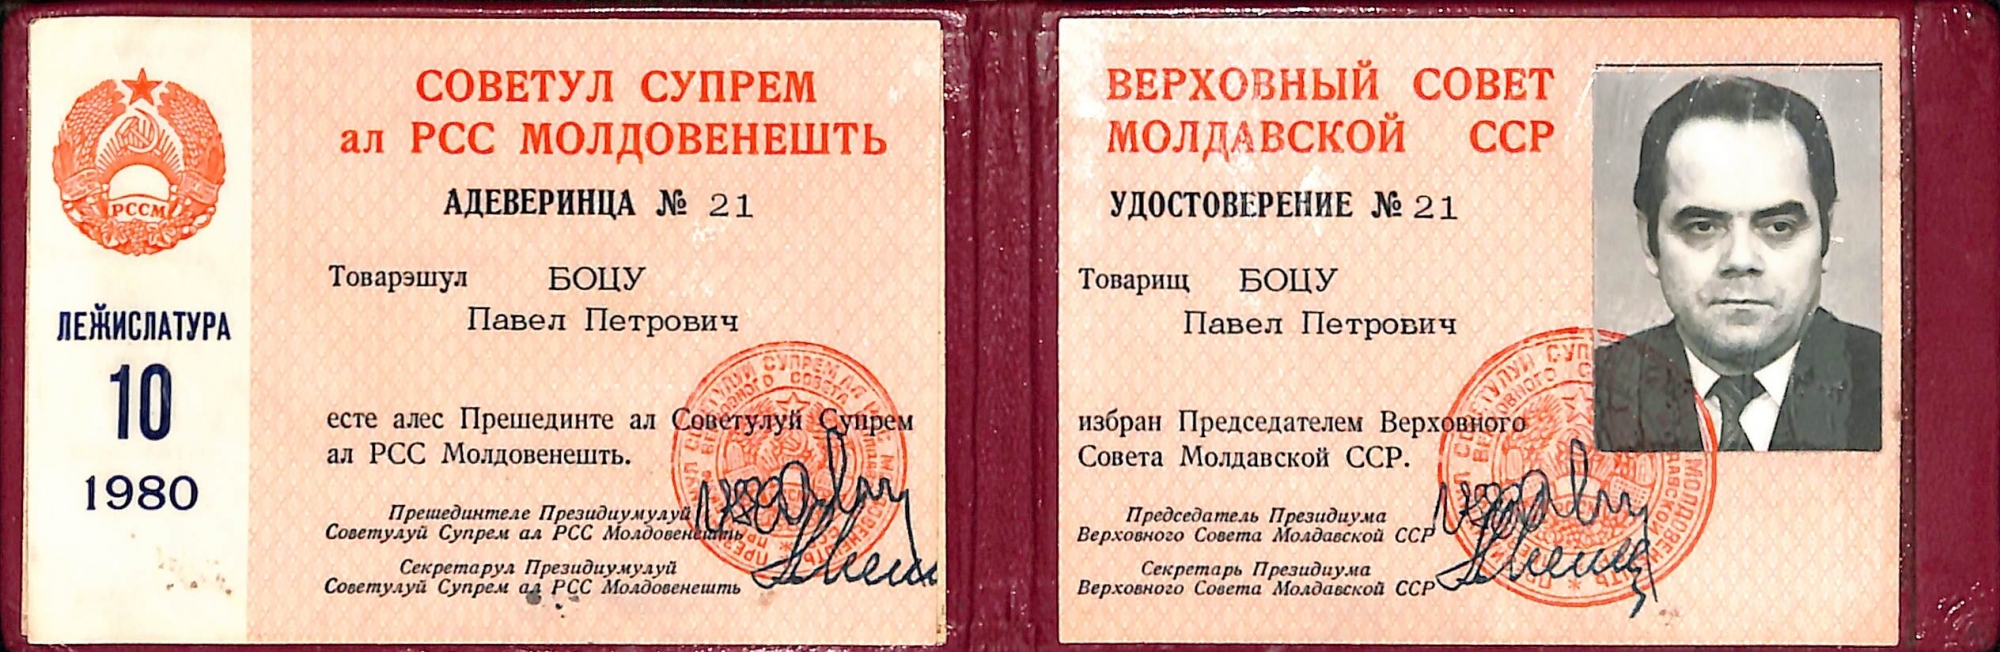 РССМ
ЛЕЖИСЛАТУРА
10
1980
СОВЕТУЛ СУПРЕМ
ал РСС МОЛДОВЕНЕШТЬ
АДЕВЕРИНЦА № 21
Товарэшул БОЦУ
Павел Петрович
есте алес Прешединте ал Советулуй Супрем
ал РСС Молдовенешть.
Прешединтеле Президиумулуй
Советулуй Супрем ал РСС Молдовенешть
Секретарул Президиумулуй
Советулуй Супрем ал РСС Молдовенешть
ВЕРХОВНЫЙ СОВЕТ
МОЛДАВСКОЙ ССР
УДОСТОВЕРЕНИЕ № 21
Товарищ БОЦУ
Павел Петрович
избран Председателем Верховного
Совета Молдавской ССР.
Председатель Президиума
Верховного Совета Молдавской ССР
Секретарь Президиума
Верховного Совета Молдавской ССР